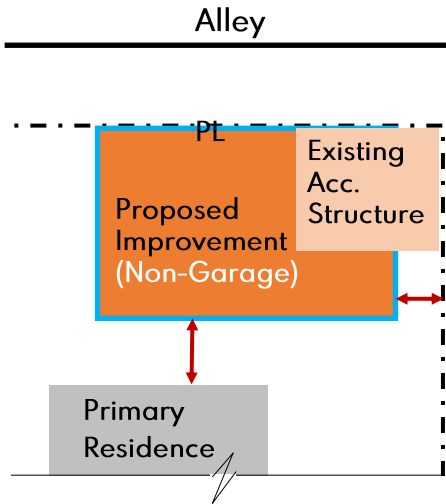 Alley
PL
Existing
Acc.
Structure
Proposed
Improvement
(Non-Garage)
Primary
Residence